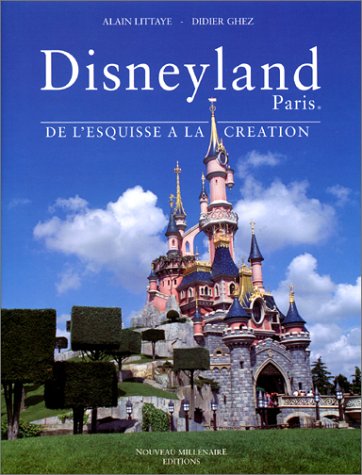 ALAIN LITTAYE - DIDIER GHEZ
Disneyland
Paris®
DE L'ESQUISSE A LA CREATION
NOUVEAU MILLENAIRE
EDITIONS